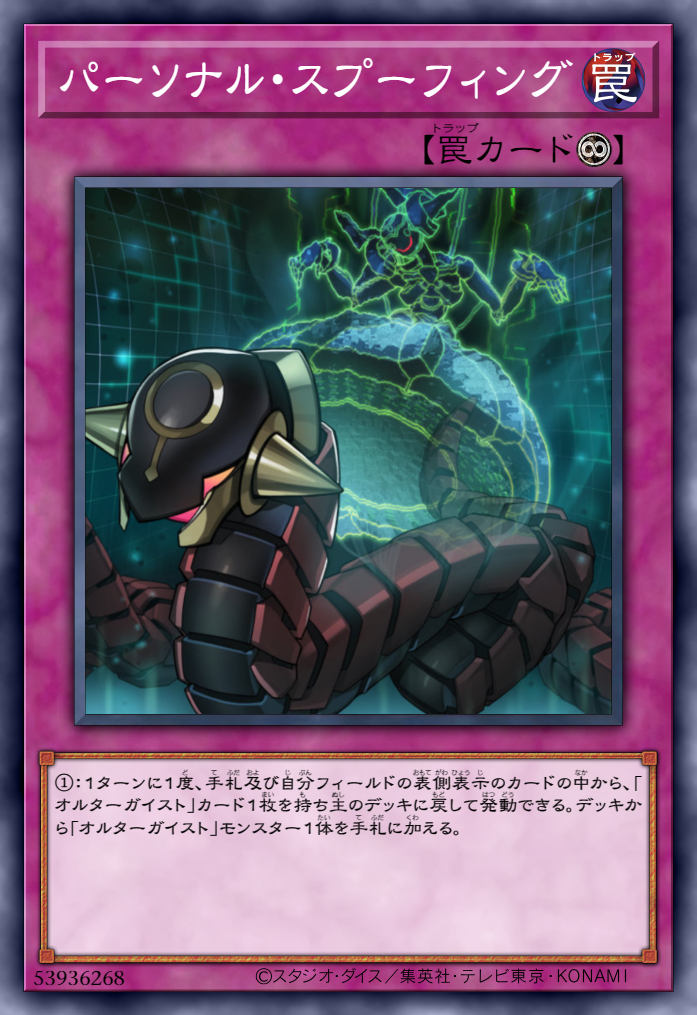 パーソナル・スプーフィング 罠
トラップ
【罠カード】
トラップ
①：1ターンに1度、手札及び自分フィールドの表側表示のカードの中から、「
オルターガイスト」カード1枚を持ち主のデッキに戻して発動できる。デッキか
ら「オルターガイスト」モンスター1体を手札に加える。
53936268 ©スタジオ・ダイス／集英社・テレビ東京・KONAMI